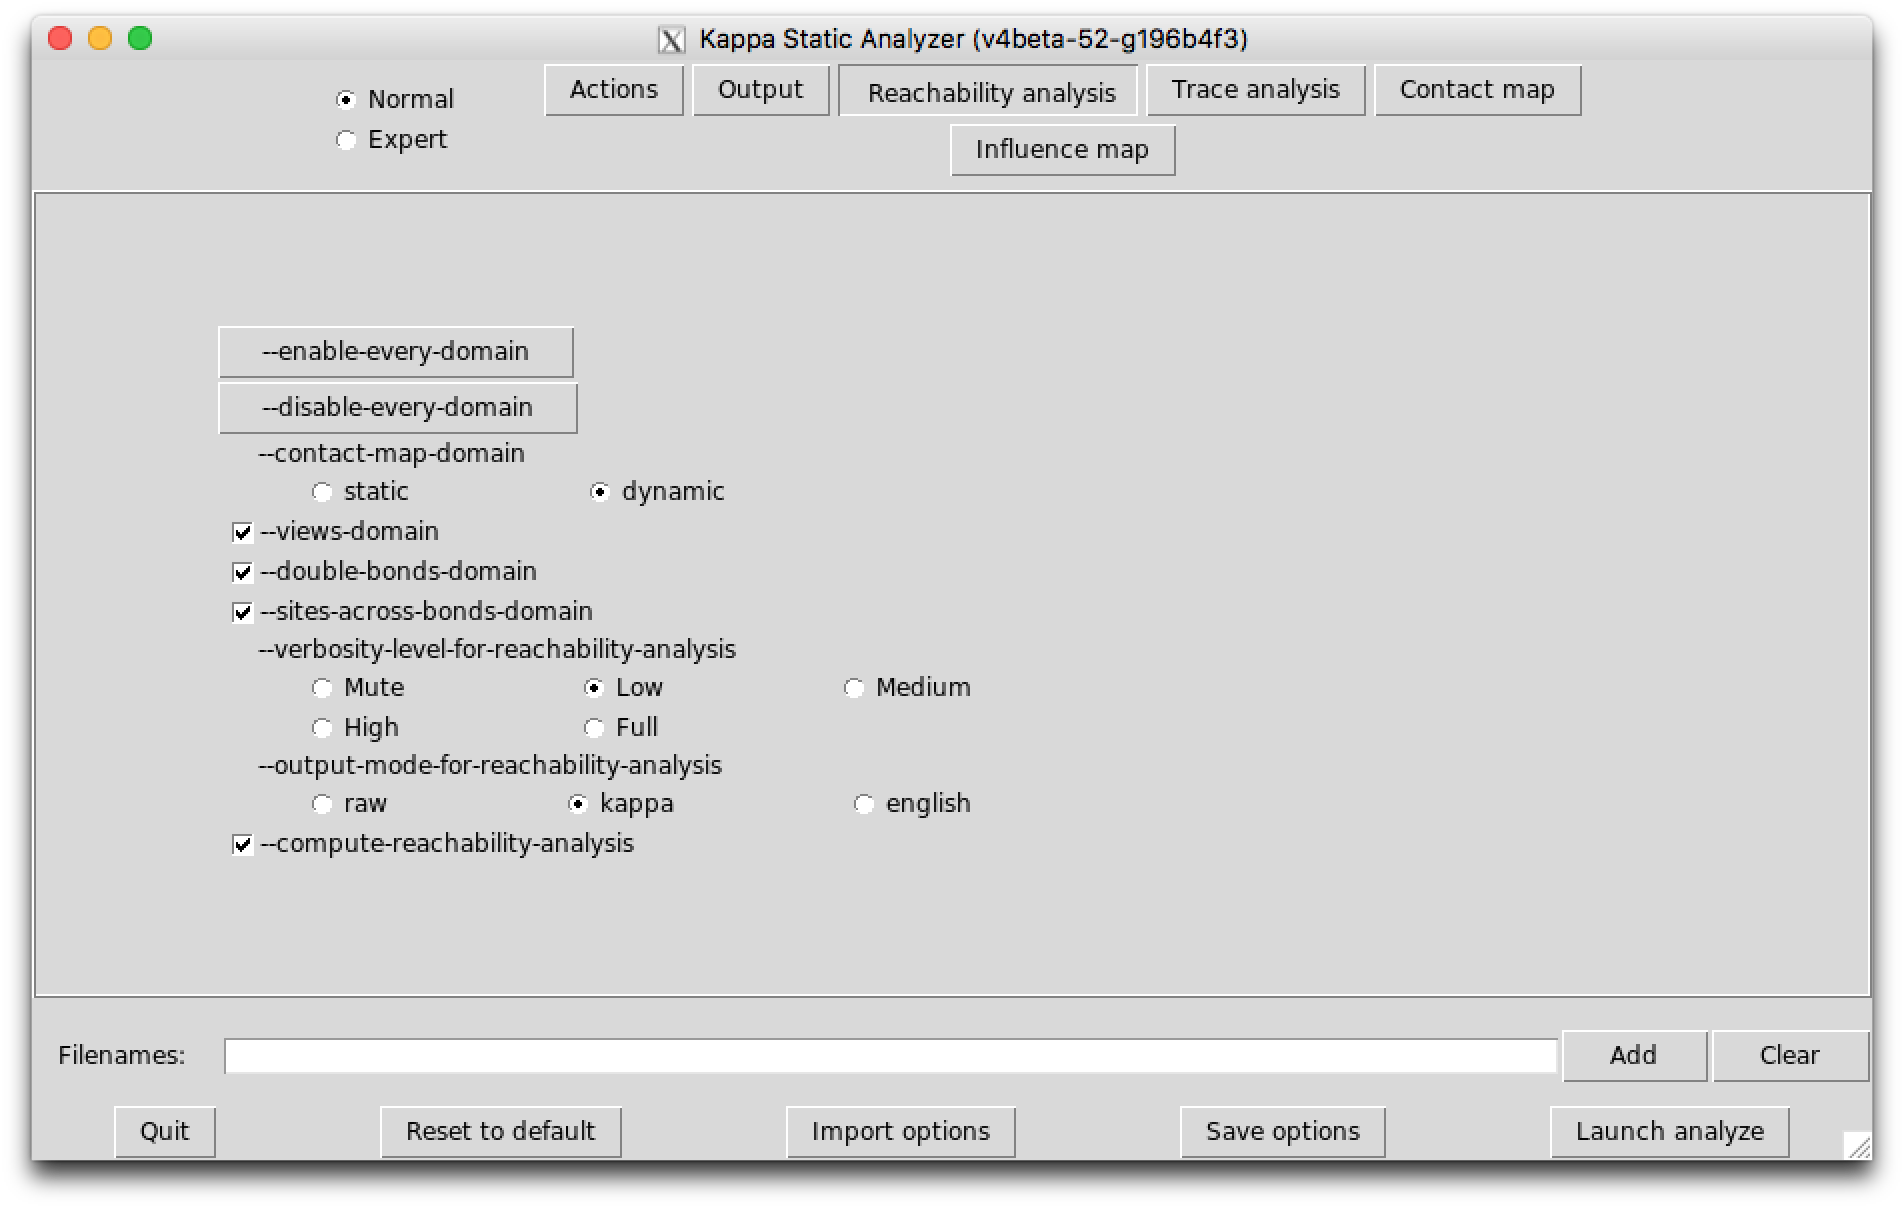 Kappa Static Analyzer (v4beta-52-g196b4f3)
Normal
Expert
Actions Output Reachability analysis Trace analysis Contact map
Influence map
--enable-every-domain
--disable-every-domain
--contact-map-domain
static dynamic
--views-domain
--double-bonds-domain
--sites-across-bonds-domain
--verbosity-level-for-reachability-analysis
Mute Low Medium
High Full
--output-mode-for-reachability-analysis
raw kappa english
--compute-reachability-analysis
Filenames: Add Clear
Quit Reset to default Import options Save options Launch analyze